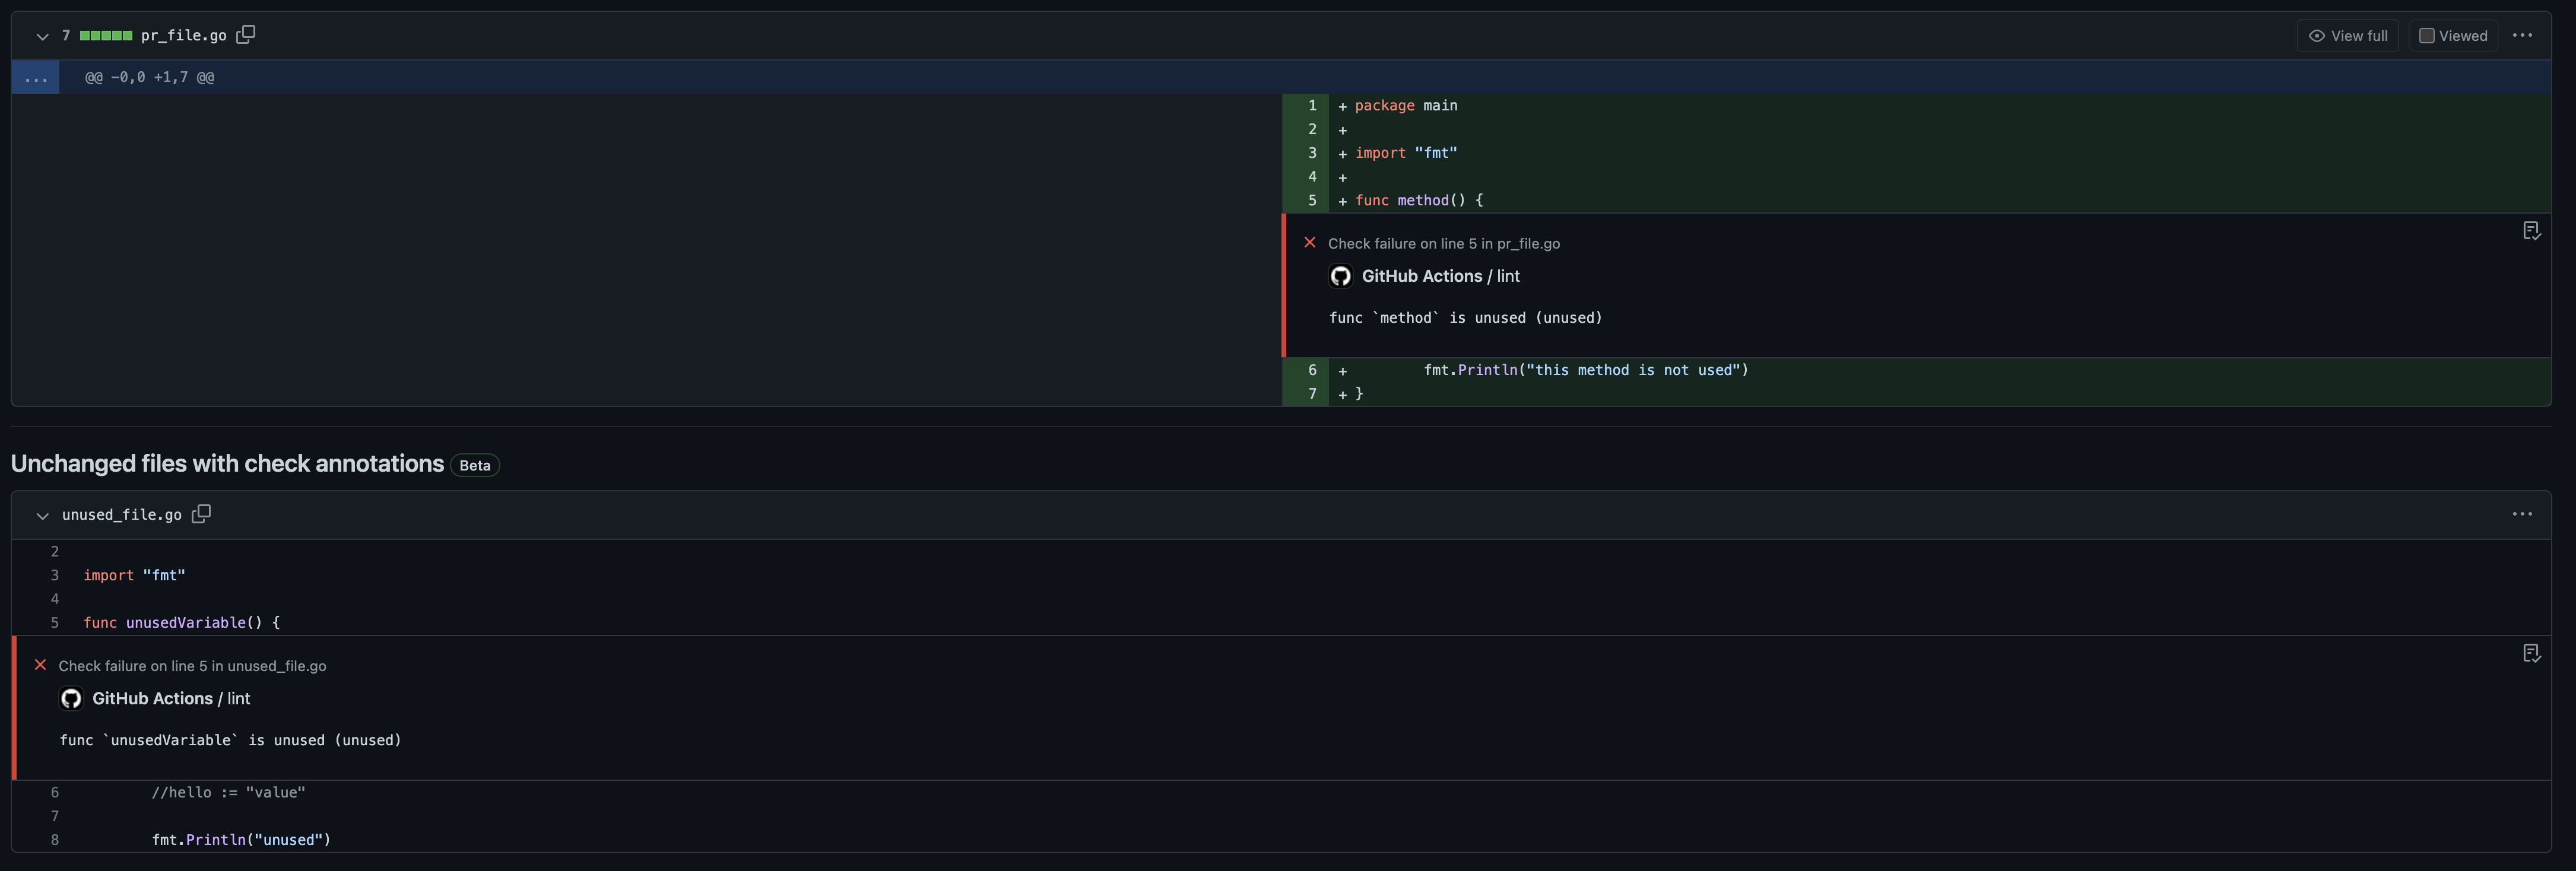 7 pr_file.go View full Viewed ...
... @@ -0,0 +1,7 @@
1 + package main
2 +
3 + import "fmt"
4 +
5 + func method() {
Check failure on line 5 in pr_file.go
GitHub Actions / lint
func `method` is unused (unused)
6 + fmt.Println("this method is not used")
7 + }
Unchanged files with check annotations Beta
unused_file.go ...
2
3 import "fmt"
4
5 func unusedVariable() {
Check failure on line 5 in unused_file.go
GitHub Actions / lint
func `unusedVariable` is unused (unused)
6 //hello := "value"
7
8 fmt.Println("unused")